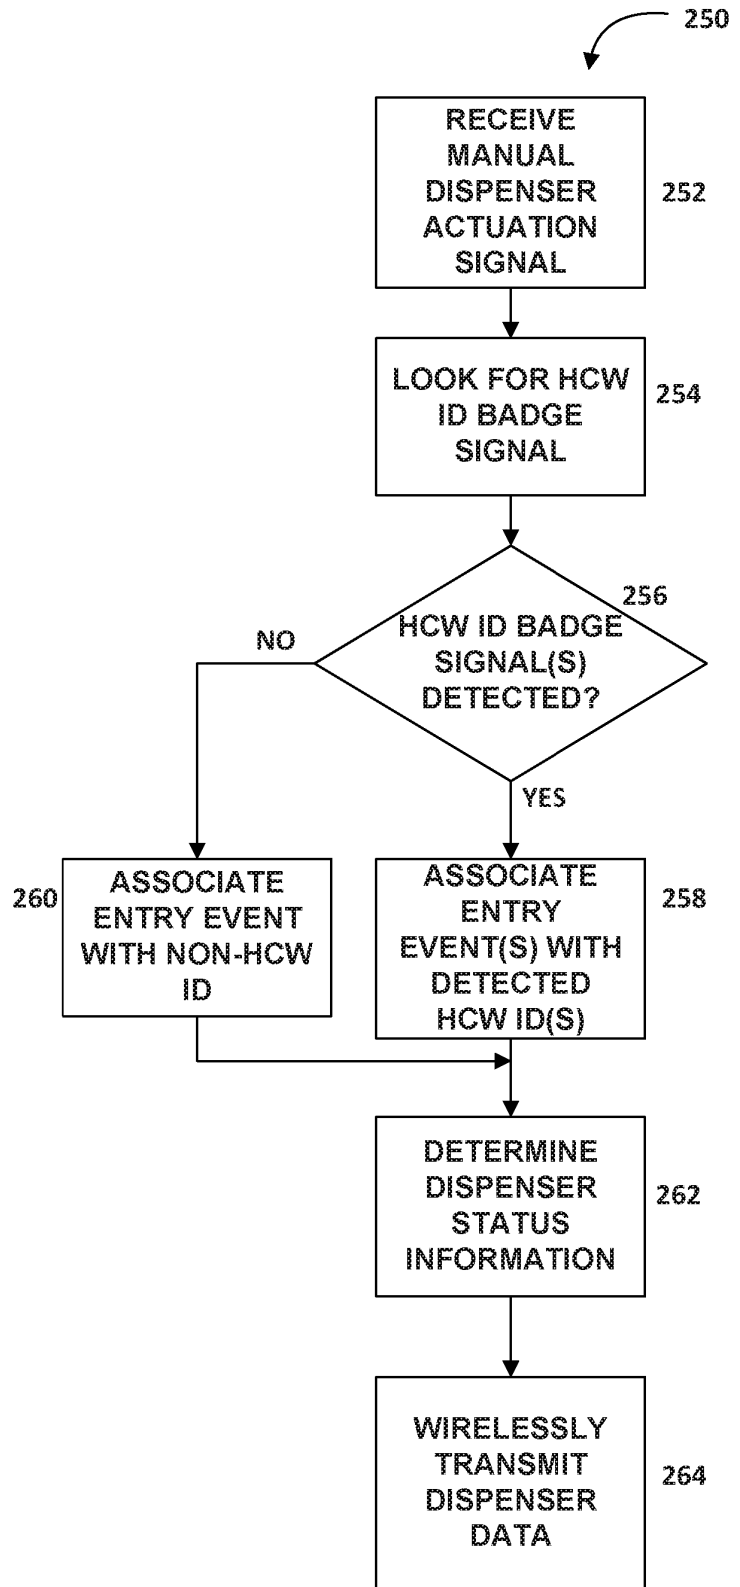 250
RECEIVE
MANUAL
DISPENSER
ACTUATION
SIGNAL
252
LOOK FOR HCW
ID BADGE
SIGNAL
254
256
HCW ID BADGE
SIGNAL(S)
DETECTED?
NO
YES
260
ASSOCIATE
ENTRY EVENT
WITH NON-HCW
ID
ASSOCIATE
ENTRY
EVENT(S) WITH
DETECTED
HCW ID(S)
258
DETERMINE
DISPENSER
STATUS
INFORMATION
262
WIRELESSLY
TRANSMIT
DISPENSER
DATA
264